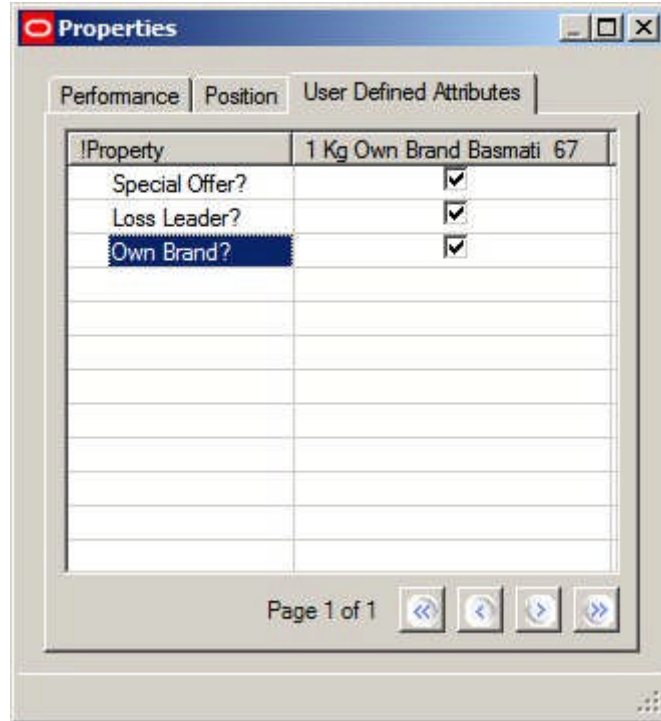 Properties
Performance Position User Defined Attributes
!Property 1 Kg Own Brand Basmati 67
Special Offer?
Loss Leader?
Own Brand?
Page 1 of 1